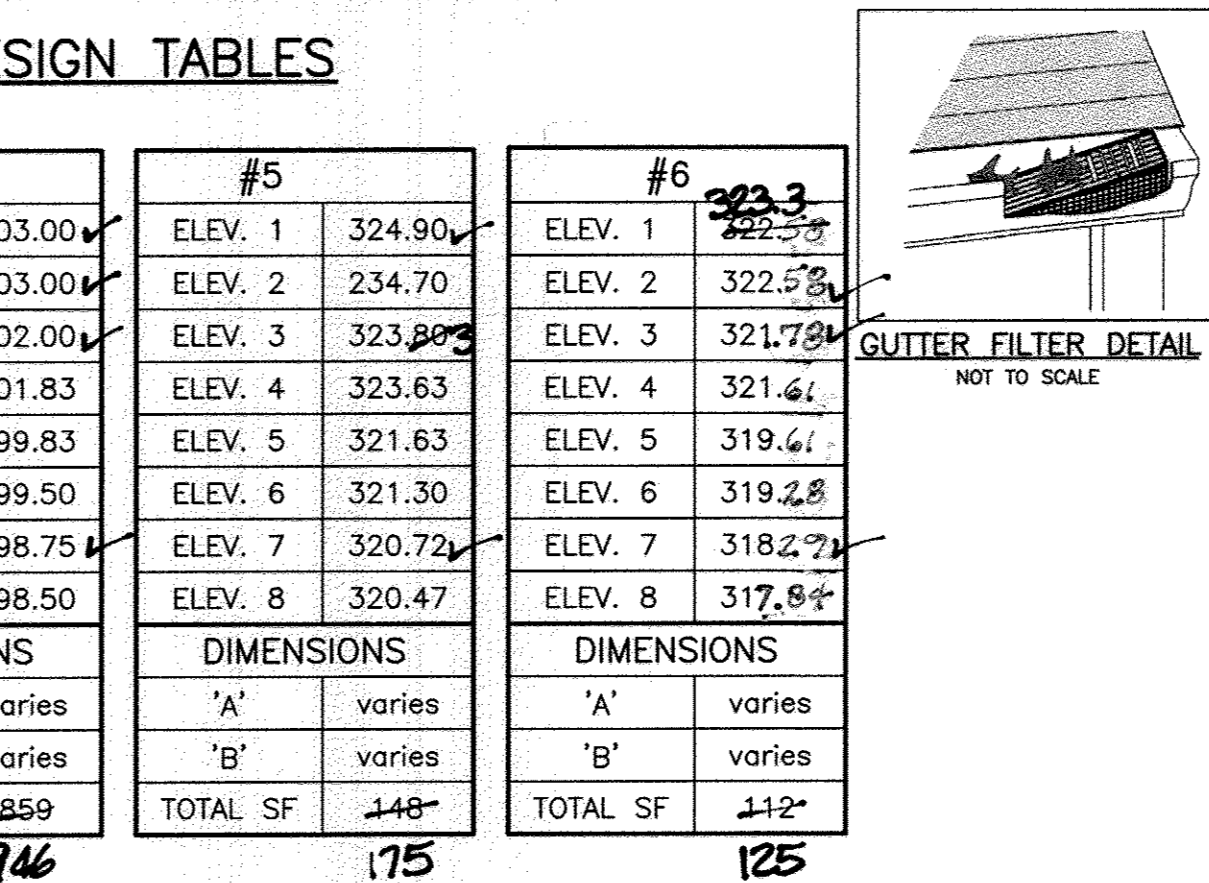 ESIGN TABLES
#5
#6
323.3
03.00 ✓ ELEV. 1 324.90 ✓ ELEV. 1 322.58
03.00 ✓ ELEV. 2 234.70 ELEV. 2 322.58 ✓
02.00 ✓ ELEV. 3 323.803 ELEV. 3 321.78 ✓
01.83 ELEV. 4 323.63 ELEV. 4 321.61
99.83 ELEV. 5 321.63 ELEV. 5 319.61
99.50 ELEV. 6 321.30 ELEV. 6 319.28
98.75 ✓ ELEV. 7 320.72 ✓ ELEV. 7 318.29 ✓
98.50 ELEV. 8 320.47 ELEV. 8 317.84
NS DIMENSIONS DIMENSIONS
aries 'A' varies 'A' varies
aries 'B' varies 'B' varies
859 TOTAL SF 148 TOTAL SF 112
946 175 125
GUTTER FILTER DETAIL
NOT TO SCALE